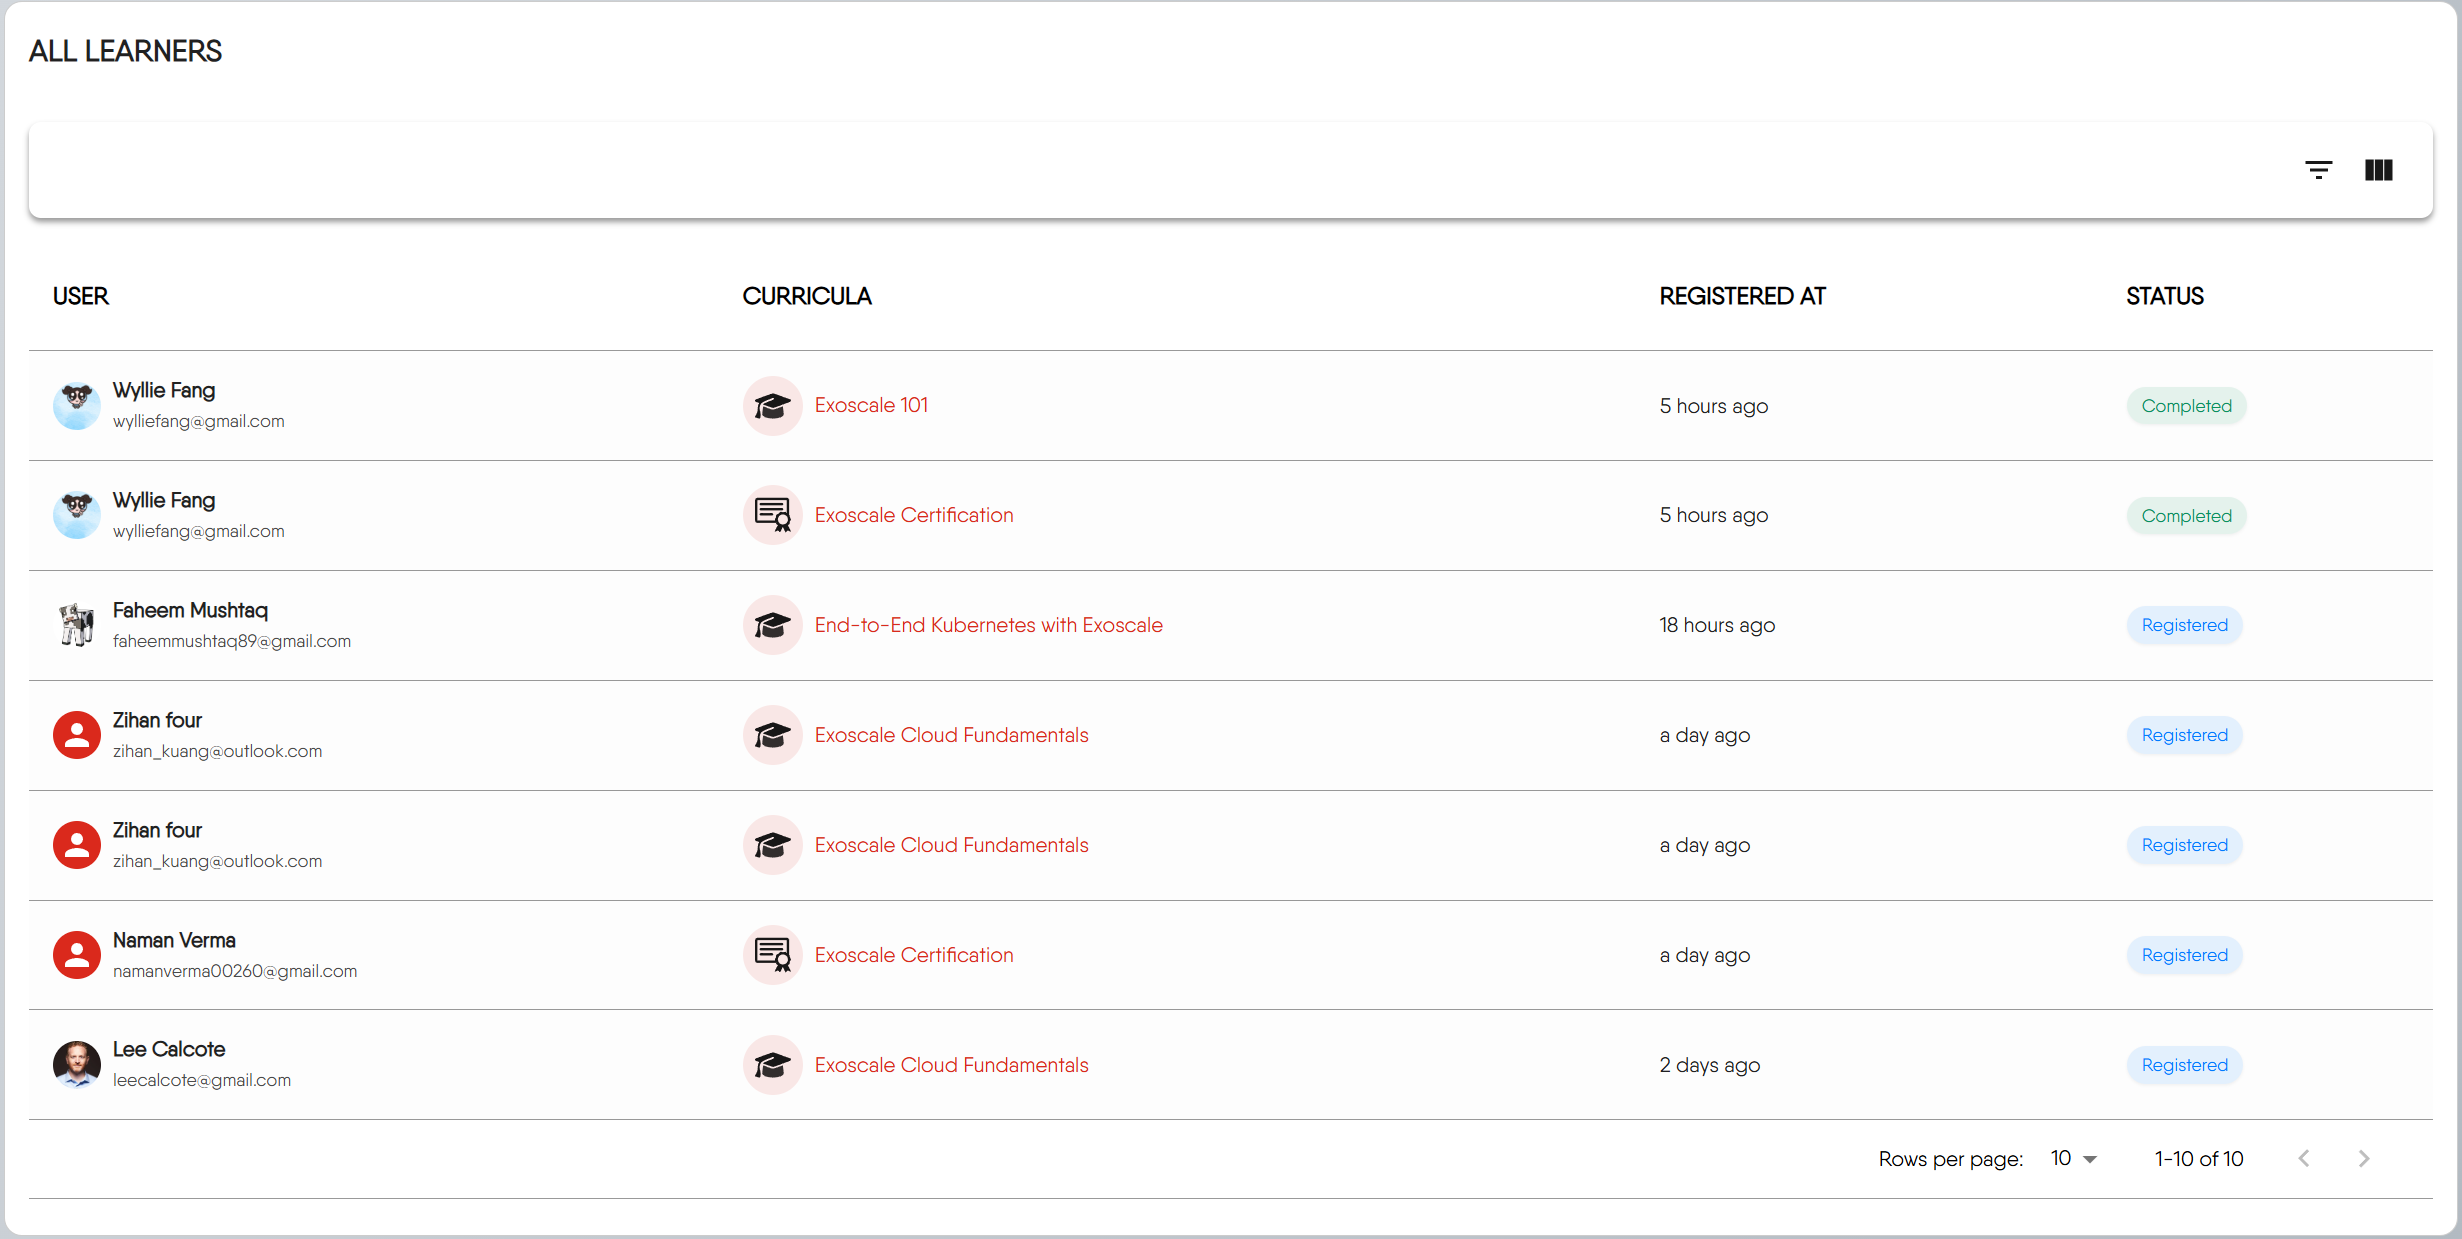 ALL LEARNERS
USER CURRICULA REGISTERED AT STATUS
Wyllie Fang
wylliefang@gmail.com
Exoscale 101
5 hours ago
Completed
Wyllie Fang
wylliefang@gmail.com
Exoscale Certification
5 hours ago
Completed
Faheem Mushtaq
faheemmushtaq89@gmail.com
End-to-End Kubernetes with Exoscale
18 hours ago
Registered
Zihan four
zihan_kuang@outlook.com
Exoscale Cloud Fundamentals
a day ago
Registered
Zihan four
zihan_kuang@outlook.com
Exoscale Cloud Fundamentals
a day ago
Registered
Naman Verma
namanverma00260@gmail.com
Exoscale Certification
a day ago
Registered
Lee Calcote
leecalcote@gmail.com
Exoscale Cloud Fundamentals
2 days ago
Registered
Rows per page: 10 1-10 of 10